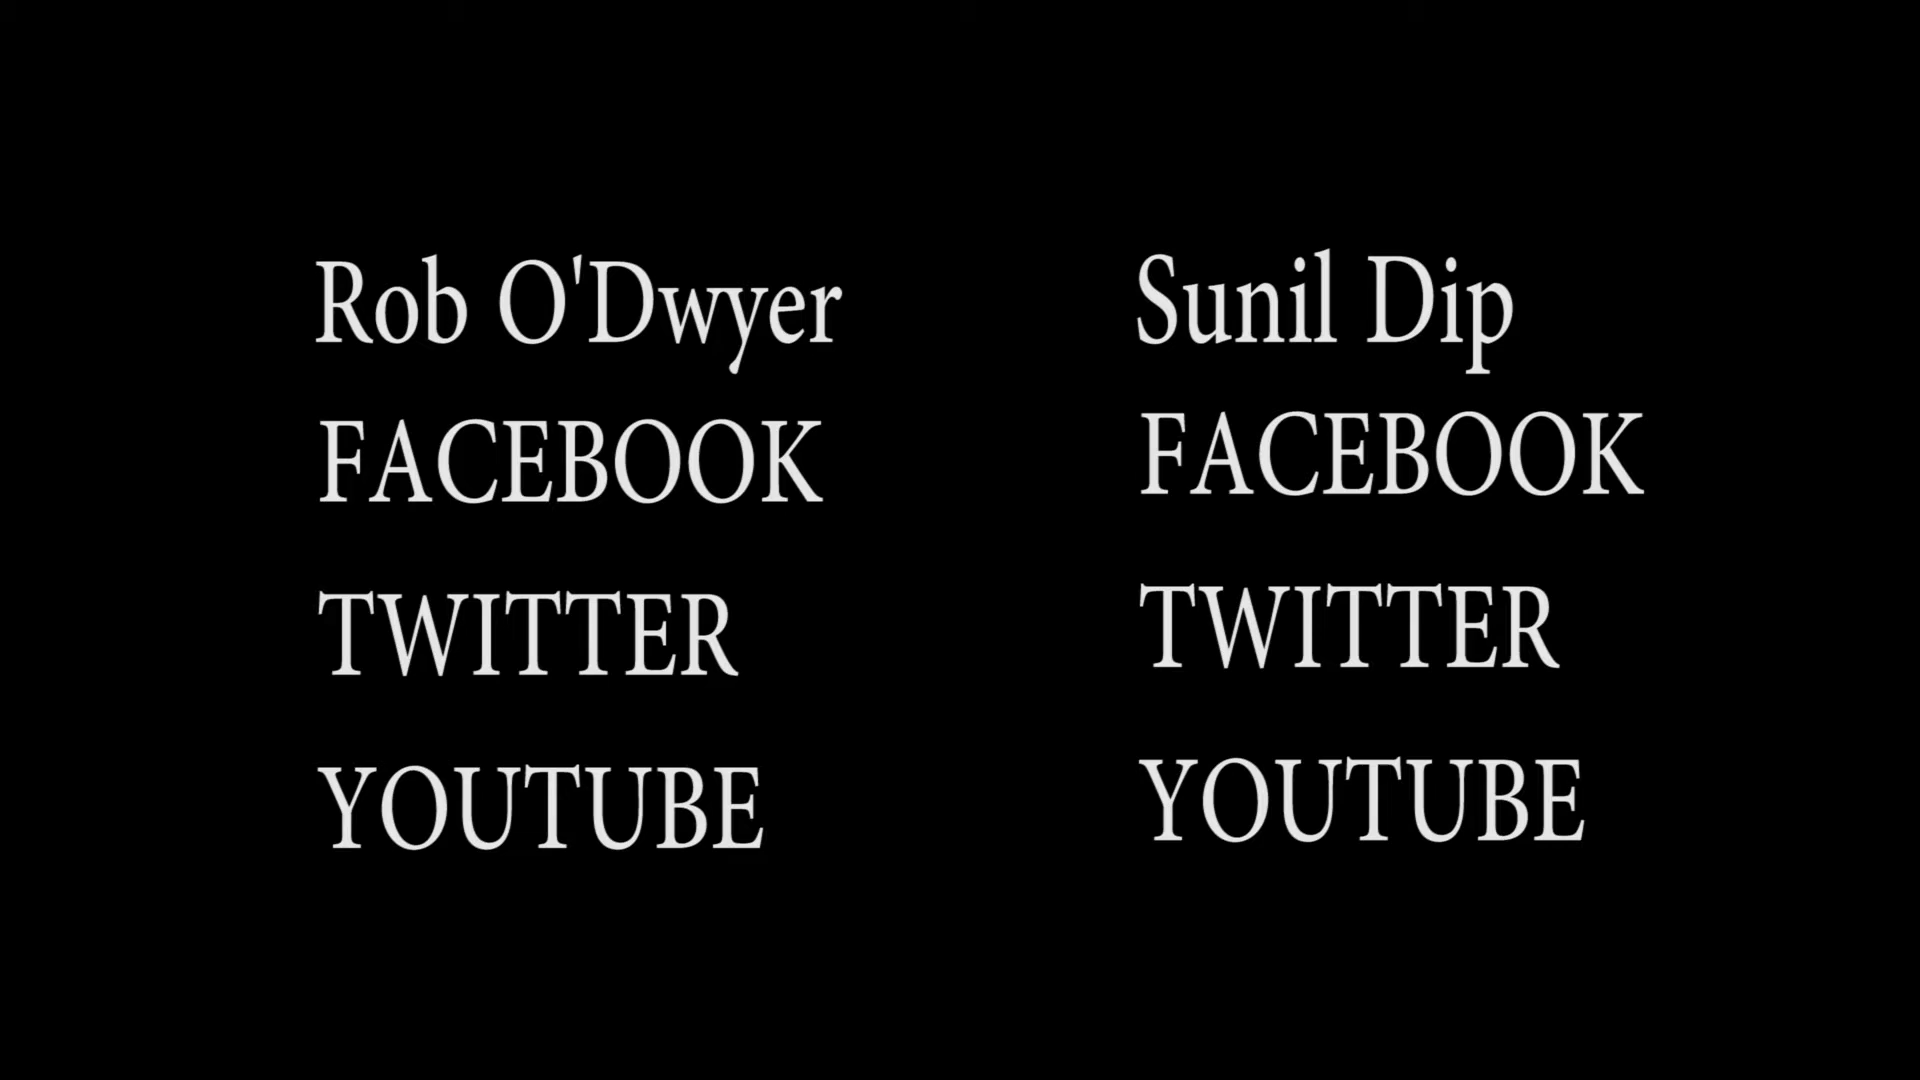 Rob O'Dwyer
FACEBOOK
TWITTER
YOUTUBE
Sunil Dip
FACEBOOK
TWITTER
YOUTUBE